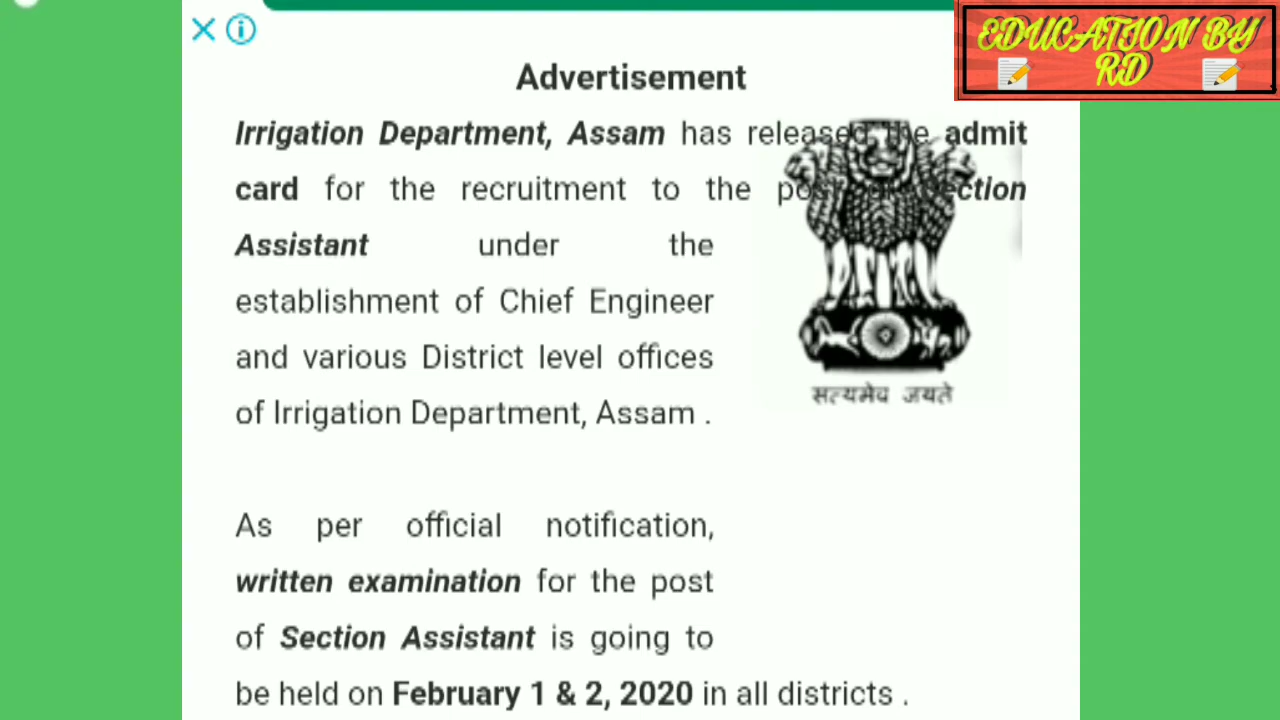 EDUCATION BY
RD
Advertisement
Irrigation Department, Assam has released the admit
card for the recruitment to the post of Section
Assistant under the
establishment of Chief Engineer
and various District level offices
of Irrigation Department, Assam .
सत्यमेव जयते
As per official notification,
written examination for the post
of Section Assistant is going to
be held on February 1 & 2, 2020 in all districts .